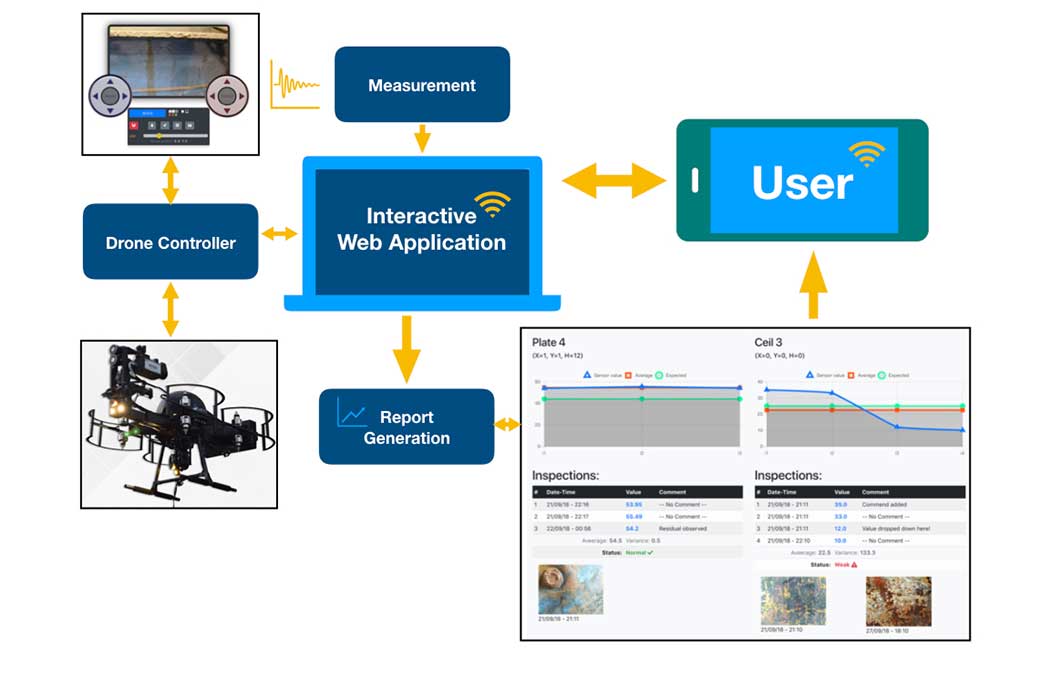 Measurement
Interactive
Web Application
User
Drone Controller
Report
Generation
Plate 4
(X=1, Y=1, H=12)
Sensor value Average Expected
Inspections:
# Date-Time Value Comment
1 21/09/18 - 22:16 53.95 -- No Comment --
2 21/09/18 - 22:17 55.49 -- No Comment --
3 22/09/18 - 00:56 54.2 Residual observed
Average: 54.5 Variance: 0.5
Status: Normal
21/09/18 - 21:11
Ceil 3
(X=0, Y=0, H=0)
Sensor value Average Expected
Inspections:
# Date-Time Value Comment
1 21/09/18 - 21:11 35.0 Commend added
2 21/09/18 - 21:11 33.0 -- No Comment --
3 21/09/18 - 21:11 12.0 Value dropped down here!
4 21/09/18 - 22:10 10.0 -- No Comment --
Average: 22.5 Variance: 133.3
Status: Weak
21/09/18 - 21:10
27/09/18 - 18:10